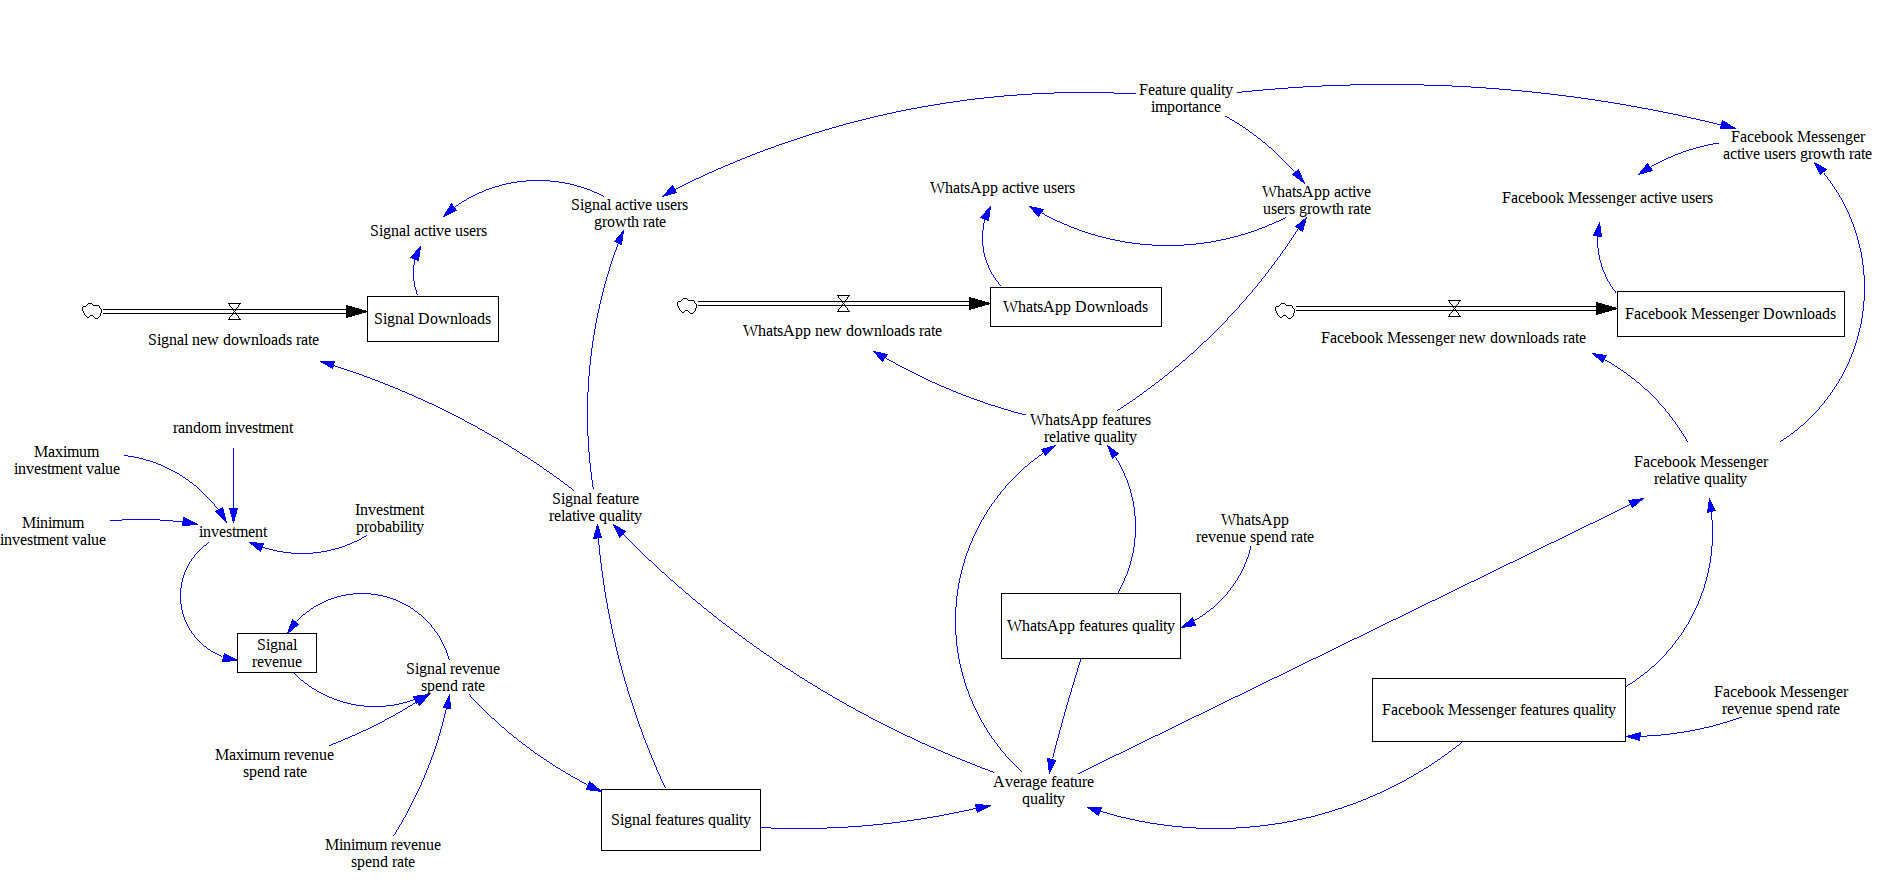 Feature quality
importance
Facebook Messenger
active users growth rate
WhatsApp active users
WhatsApp active
users growth rate
Facebook Messenger active users
Signal active users
growth rate
Signal active users
Signal Downloads
WhatsApp Downloads
Facebook Messenger Downloads
Signal new downloads rate
WhatsApp new downloads rate
Facebook Messenger new downloads rate
random investment
WhatsApp features
relative quality
Maximum
investment value
Facebook Messenger
relative quality
Signal feature
relative quality
Investment
probability
Minimum
investment value
investment
WhatsApp
revenue spend rate
WhatsApp features quality
Signal
revenue
Signal revenue
spend rate
Facebook Messenger features quality
Facebook Messenger
revenue spend rate
Maximum revenue
spend rate
Average feature
quality
Signal features quality
Minimum revenue
spend rate